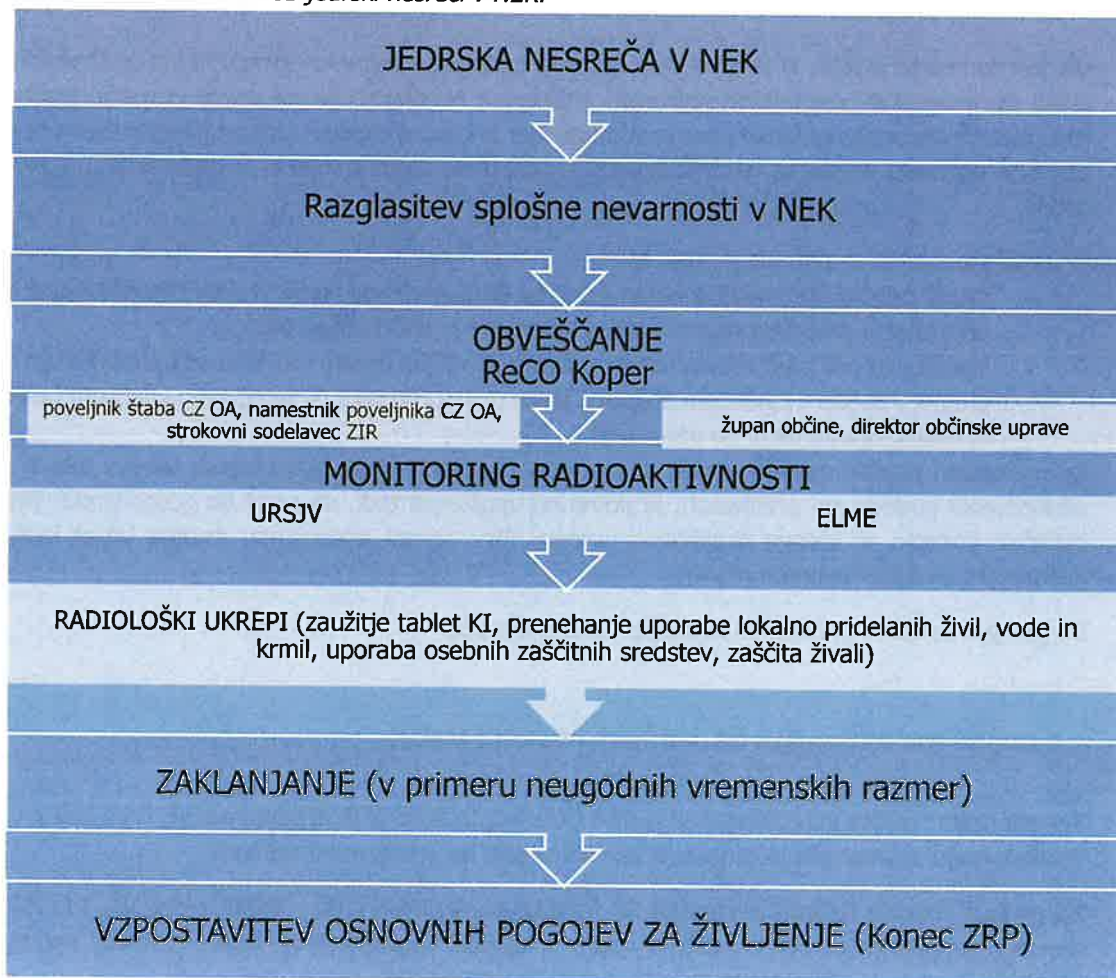 jedrski nesreči v NEK.
JEDRSKA NESREČA V NEK
Razglasitev splošne nevarnosti v NEK
OBVEŠČANJE
ReCO Koper
poveljnik štaba CZ OA, namestnik poveljnika CZ OA,
strokovni sodelavec ZIR
župan občine, direktor občinske uprave
MONITORING RADIOAKTIVNOSTI
URSJV
ELME
RADIOLOŠKI UKREPI (zaužitje tablet KI, prenehanje uporabe lokalno pridelanih živil, vode in
krmil, uporaba osebnih zaščitnih sredstev, zaščita živali)
ZAKLANJANJE (v primeru neugodnih vremenskih razmer)
VZPOSTAVITEV OSNOVNIH POGOJEV ZA ŽIVLJENJE (Konec ZRP)